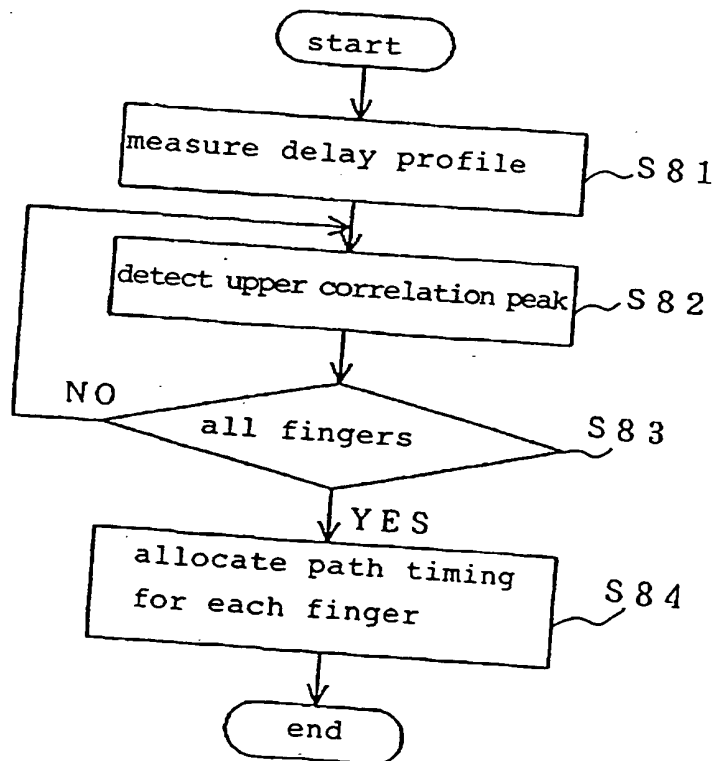 start
measure delay profile
S81
detect upper correlation peak
S82
NO
all fingers
S83
YES
allocate path timing
for each finger
S84
end